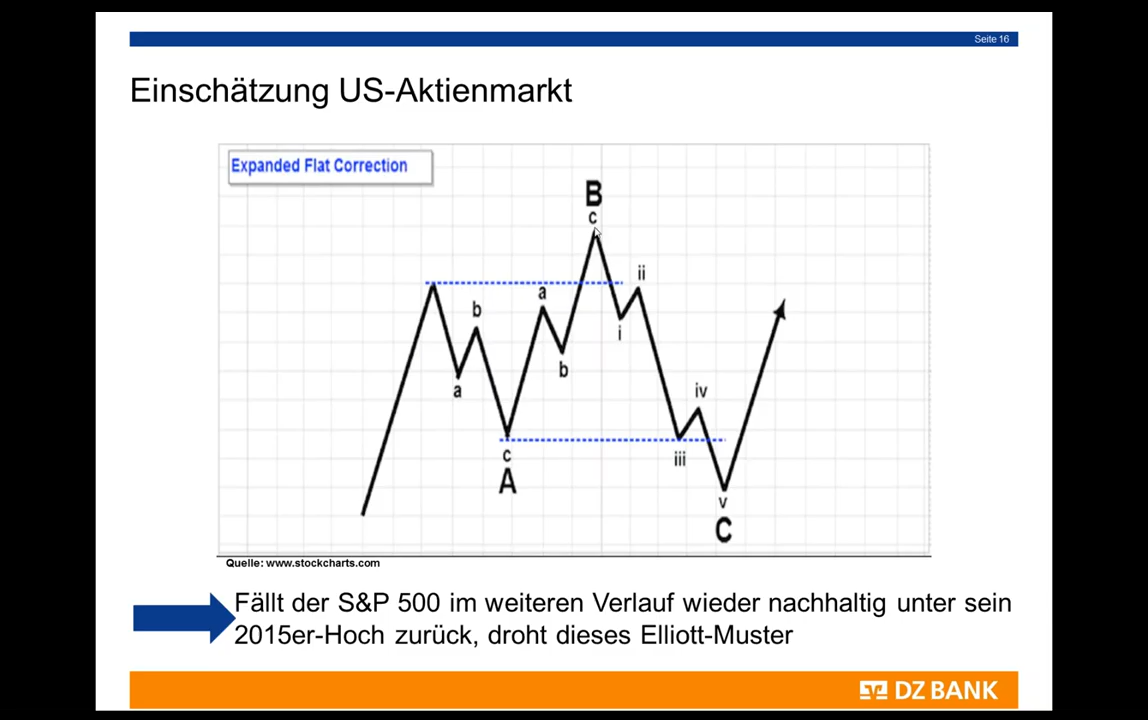 Seite 16
Einschätzung US-Aktienmarkt
Expanded Flat Correction
B
c
ii
a
b
i
b
a
iv
c
iii
A
v
C
Quelle: www.stockcharts.com
Fällt der S&P 500 im weiteren Verlauf wieder nachhaltig unter sein
2015er-Hoch zurück, droht dieses Elliott-Muster
DZ BANK